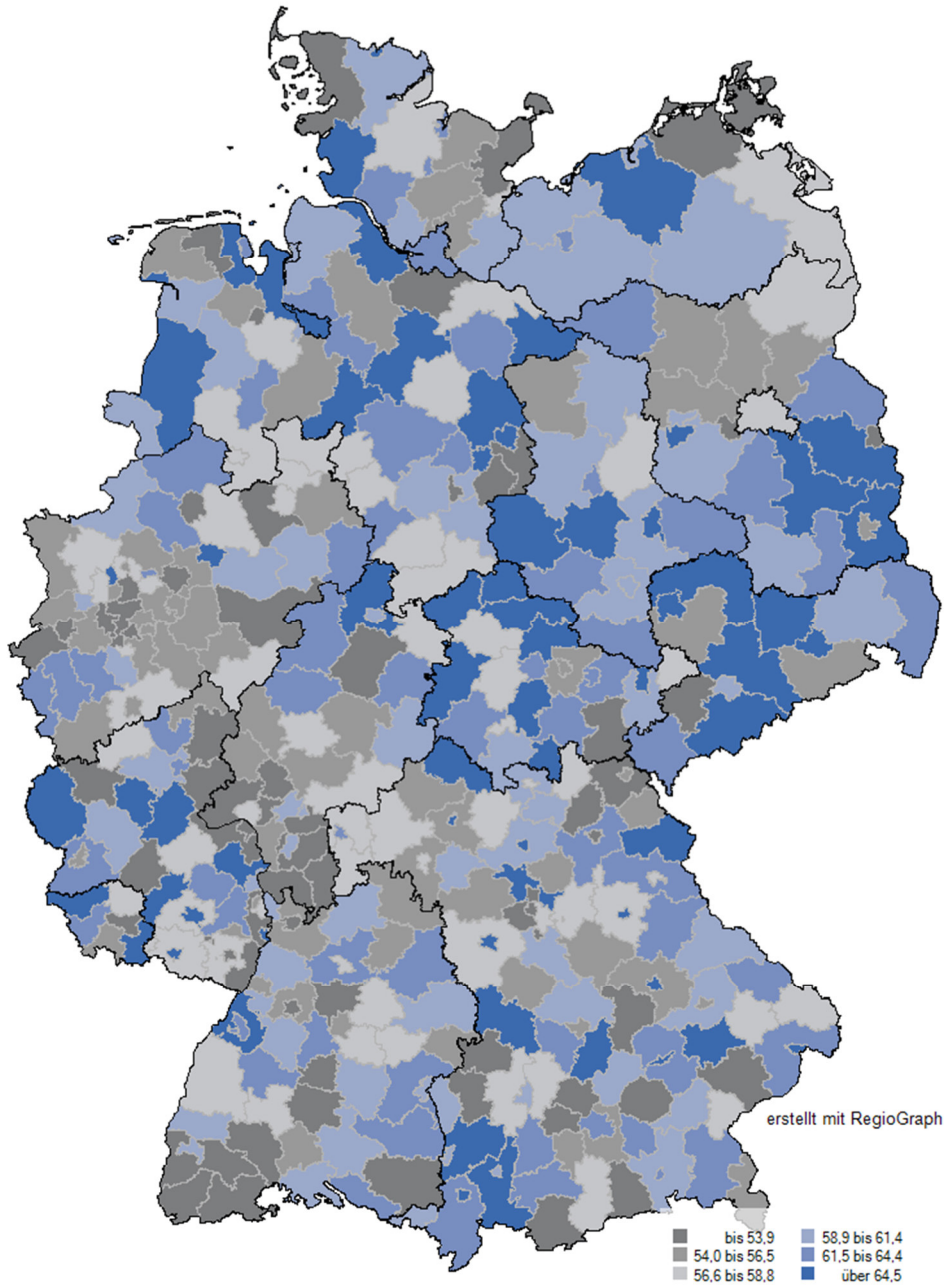 erstellt mit RegioGraph
bis 53,9
54,0 bis 56,5
56,6 bis 58,8
58,9 bis 61,4
61,5 bis 64,4
über 64,5